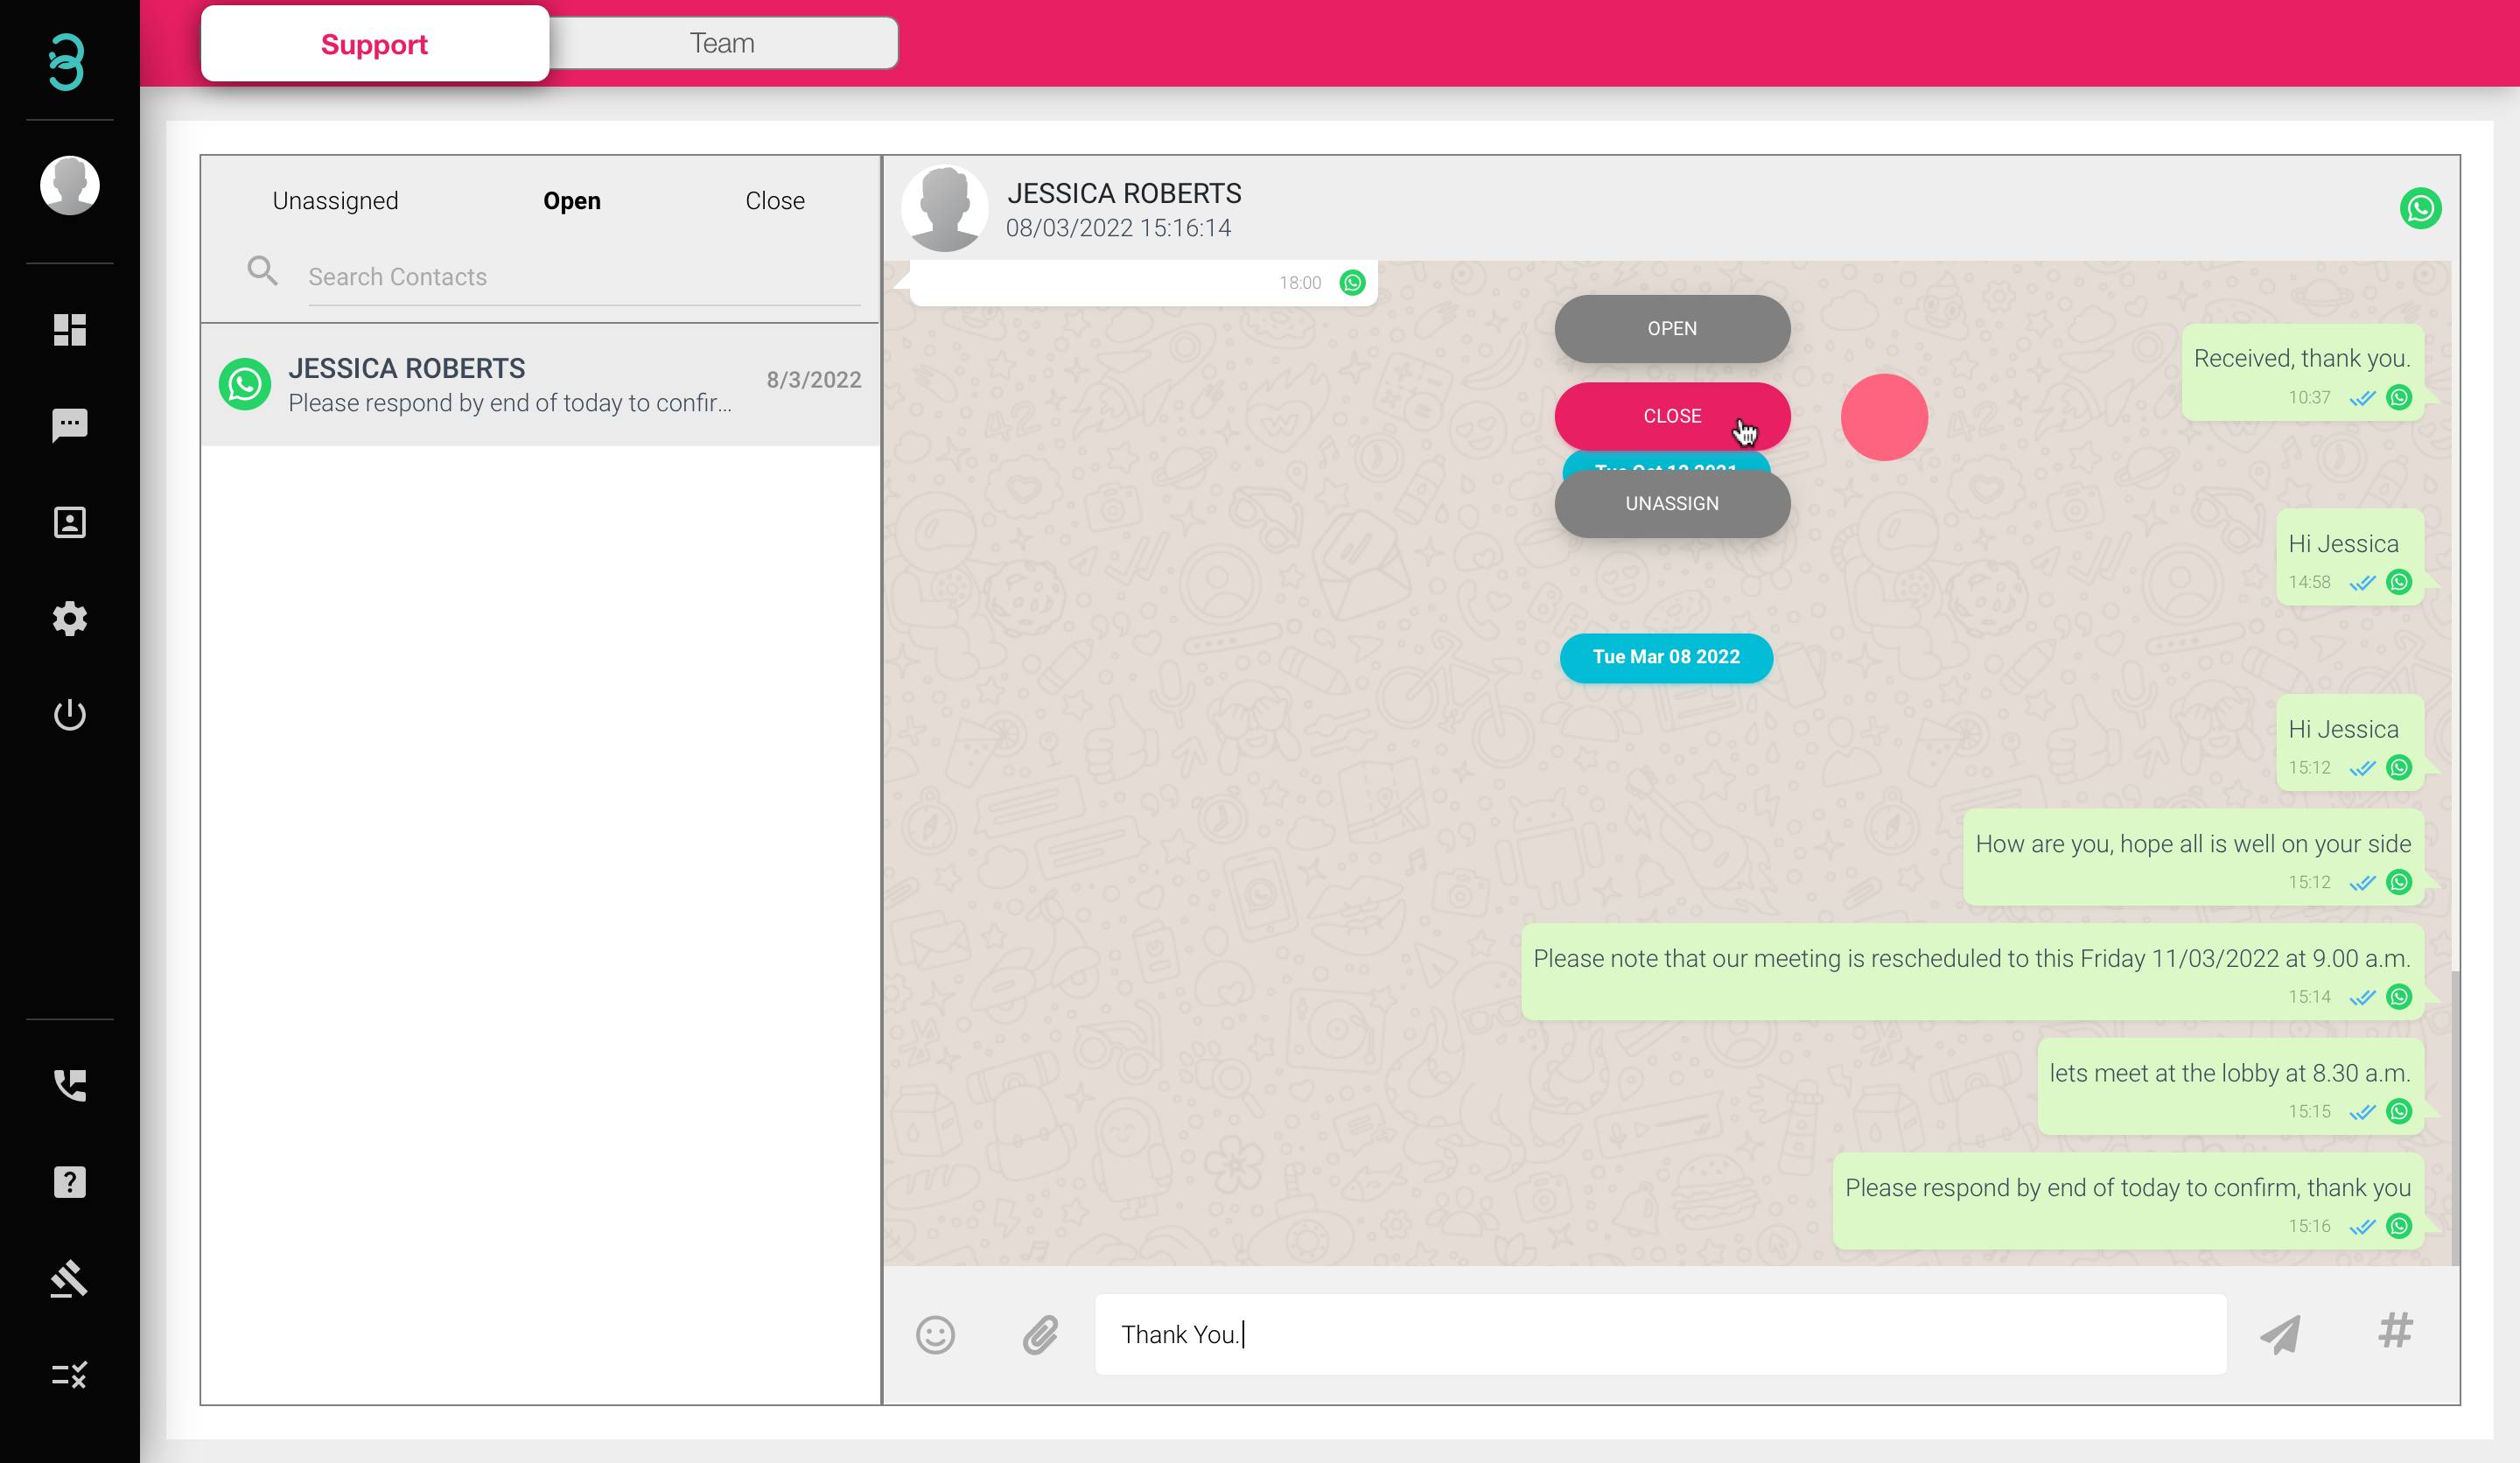 Support
Team
Unassigned
Open
Close
Search Contacts
JESSICA ROBERTS
8/3/2022
Please respond by end of today to confir...
JESSICA ROBERTS
08/03/2022 15:16:14
18:00
OPEN
CLOSE
Tue Oct 12 2021
UNASSIGN
Received, thank you.
10:37
Hi Jessica
14:58
Tue Mar 08 2022
Hi Jessica
15:12
How are you, hope all is well on your side
15:12
Please note that our meeting is rescheduled to this Friday 11/03/2022 at 9.00 a.m.
15:14
lets meet at the lobby at 8.30 a.m.
15:15
Please respond by end of today to confirm, thank you
15:16
Thank You.
#